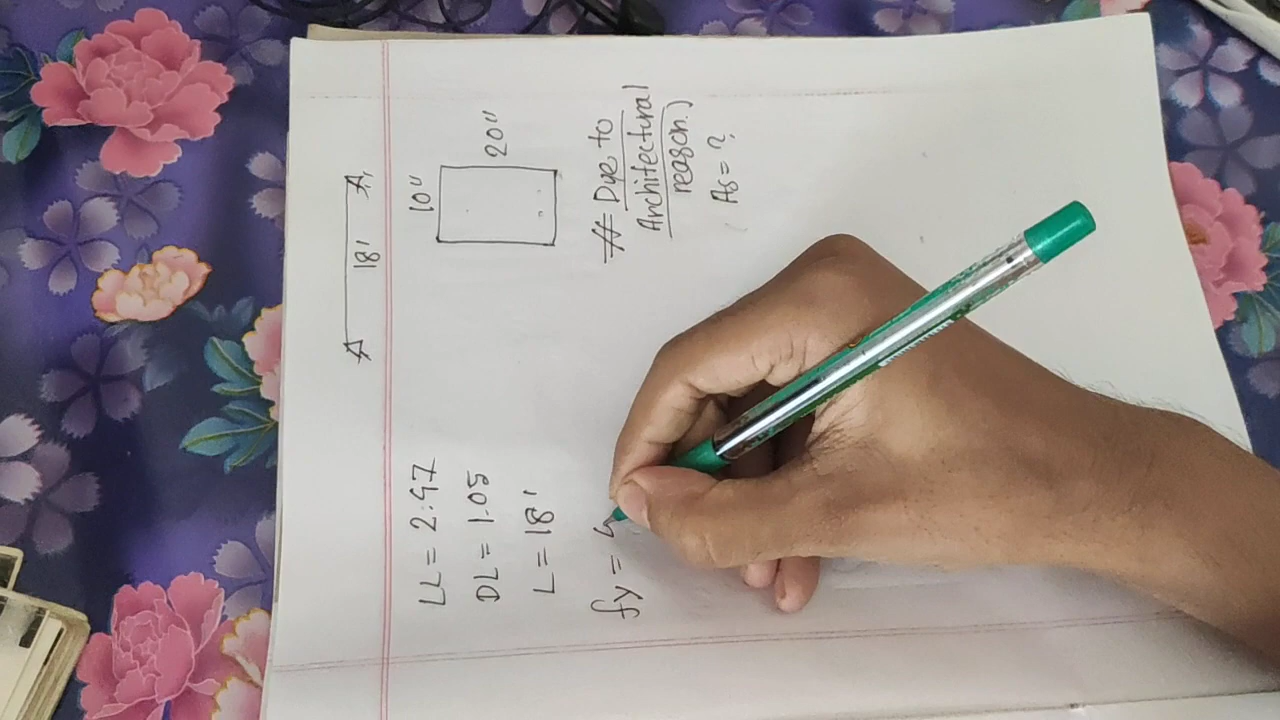 LL = 2.47
DL = 1.05
L = 18'
fy =
18'
10"
20"
# Due to
Architectural
reason.)
As = ?